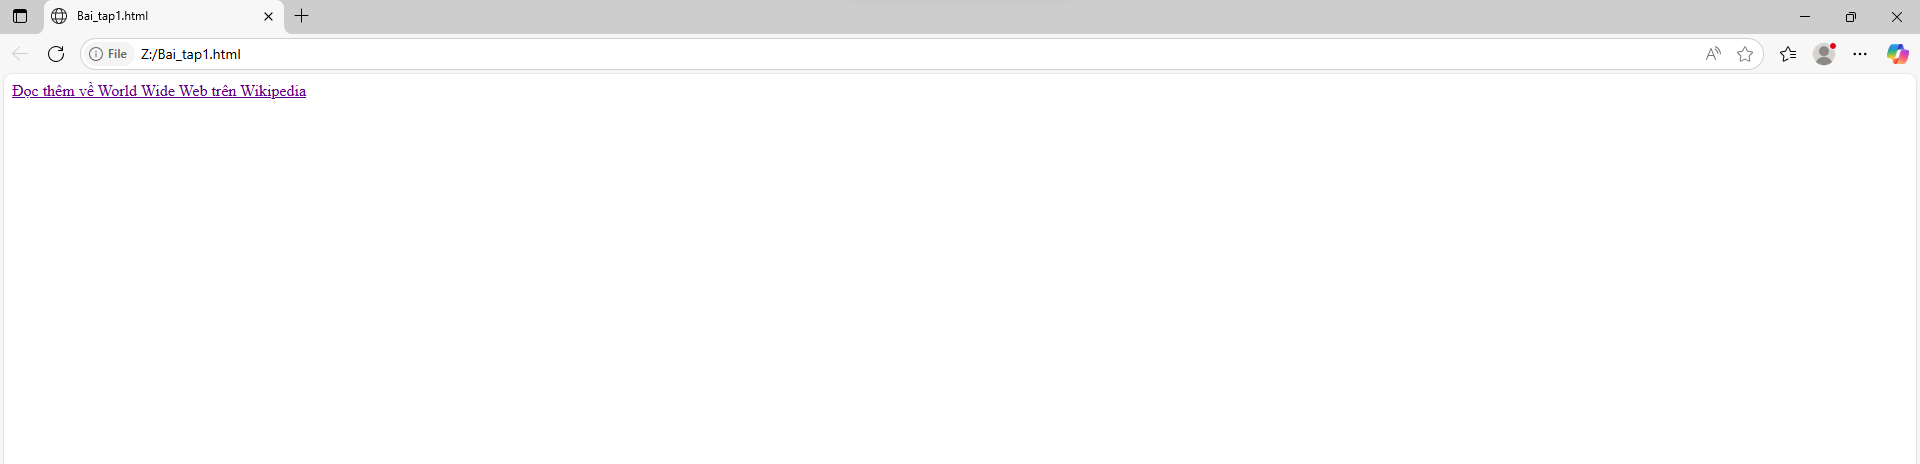 Bai_tap1.html
File Z:/Bai_tap1.html
Đọc thêm về World Wide Web trên Wikipedia